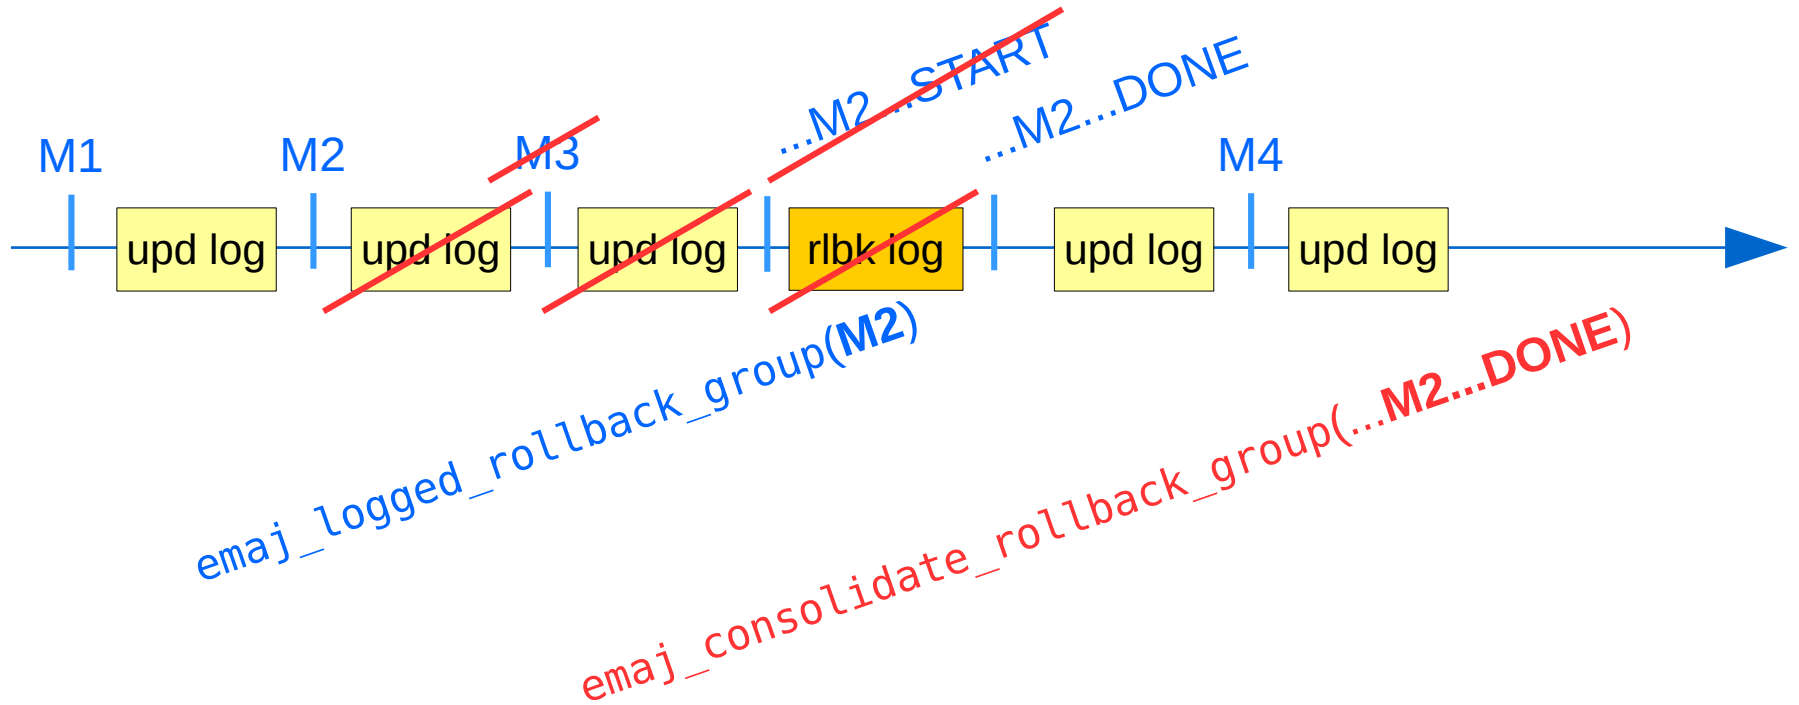 ...M2...START
...M2...DONE
M1
M2
M3
M4
upd log
upd log
upd log
rlbk log
upd log
upd log
emaj_logged_rollback_group(M2)
emaj_consolidate_rollback_group(...M2...DONE)